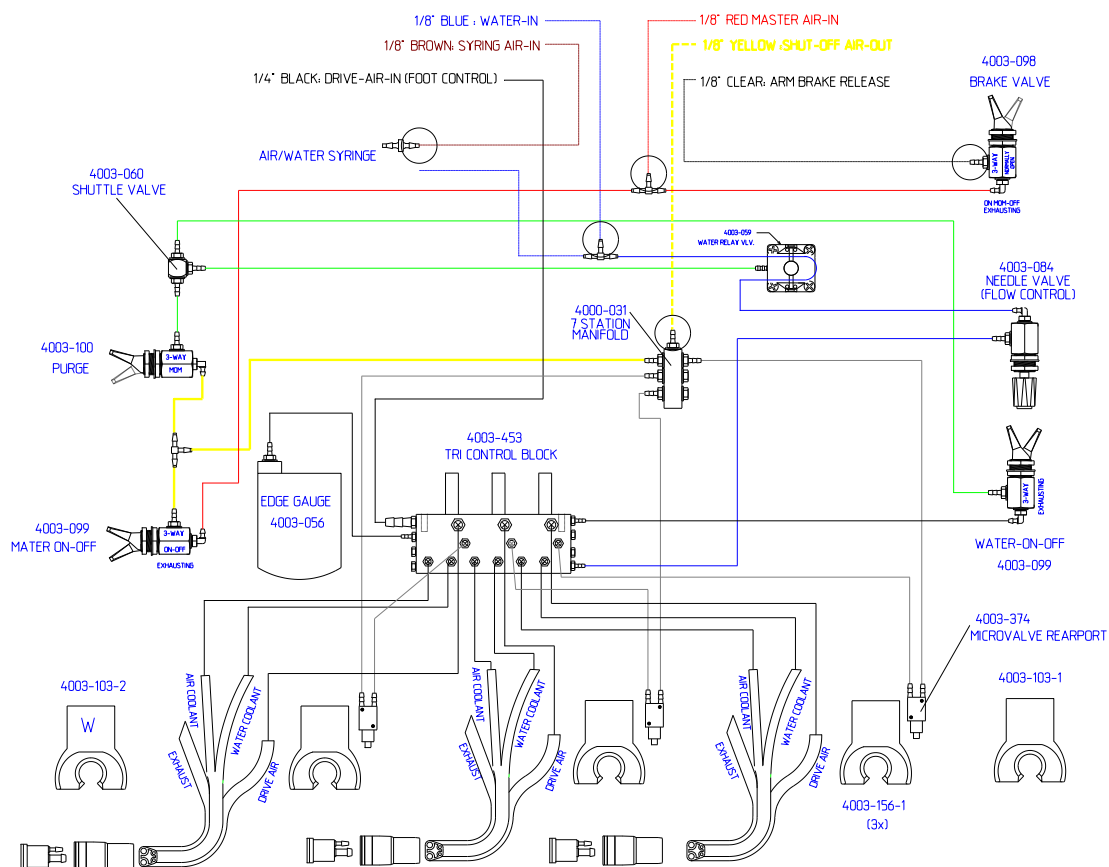 1/8" BLUE : WATER-IN
1/8" RED MASTER AIR-IN
1/8" BROWN: SYRING AIR-IN
1/8" YELLOW :SHUT-OFF AIR-OUT
1/4" BLACK: DRIVE-AIR-IN (FOOT CONTROL)
1/8" CLEAR: ARM BRAKE RELEASE
4003-098
BRAKE VALVE
3-WAY
NORMALLY
OPEN
ON MOM-OFF
EXHAUSTING
AIR/WATER SYRINGE
4003-060
SHUTTLE VALVE
4003-059
WATER RELAY VLV.
4003-084
NEEDLE VALVE
(FLOW CONTROL)
4000-031
7 STATION
MANIFOLD
4003-100
PURGE
3-WAY
MOM
4003-453
TRI CONTROL BLOCK
EDGE GAUGE
4003-056
4003-099
MATER ON-OFF
3-WAY
ON-OFF
EXHAUSTING
3-WAY
EXHAUSTING
WATER-ON-OFF
4003-099
4003-374
MICROVALVE REARPORT
4003-103-2
W
AIR COOLANT
WATER COOLANT
EXHAUST
DRIVE AIR
AIR COOLANT
WATER COOLANT
EXHAUST
DRIVE AIR
AIR COOLANT
WATER COOLANT
EXHAUST
DRIVE AIR
4003-103-1
4003-156-1
(3x)